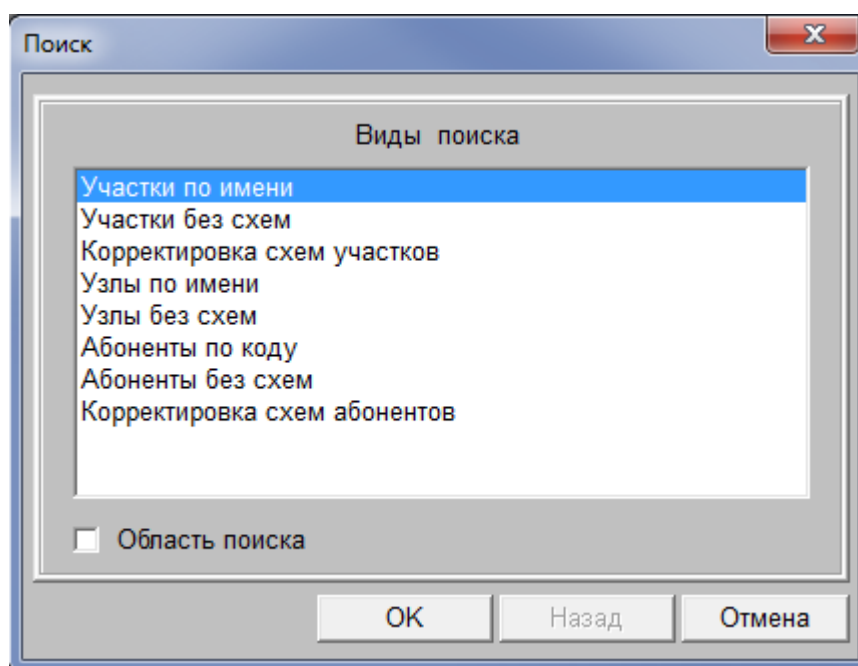 Поиск
Виды поиска
Участки по имени
Участки без схем
Корректировка схем участков
Узлы по имени
Узлы без схем
Абоненты по коду
Абоненты без схем
Корректировка схем абонентов
Область поиска
OK Назад Отмена